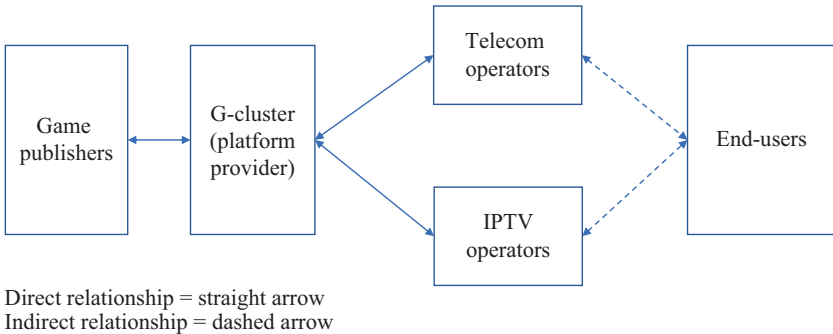 Game
publishers
G-cluster
(platform
provider)
Telecom
operators
IPTV
operators
End-users
Direct relationship = straight arrow
Indirect relationship = dashed arrow